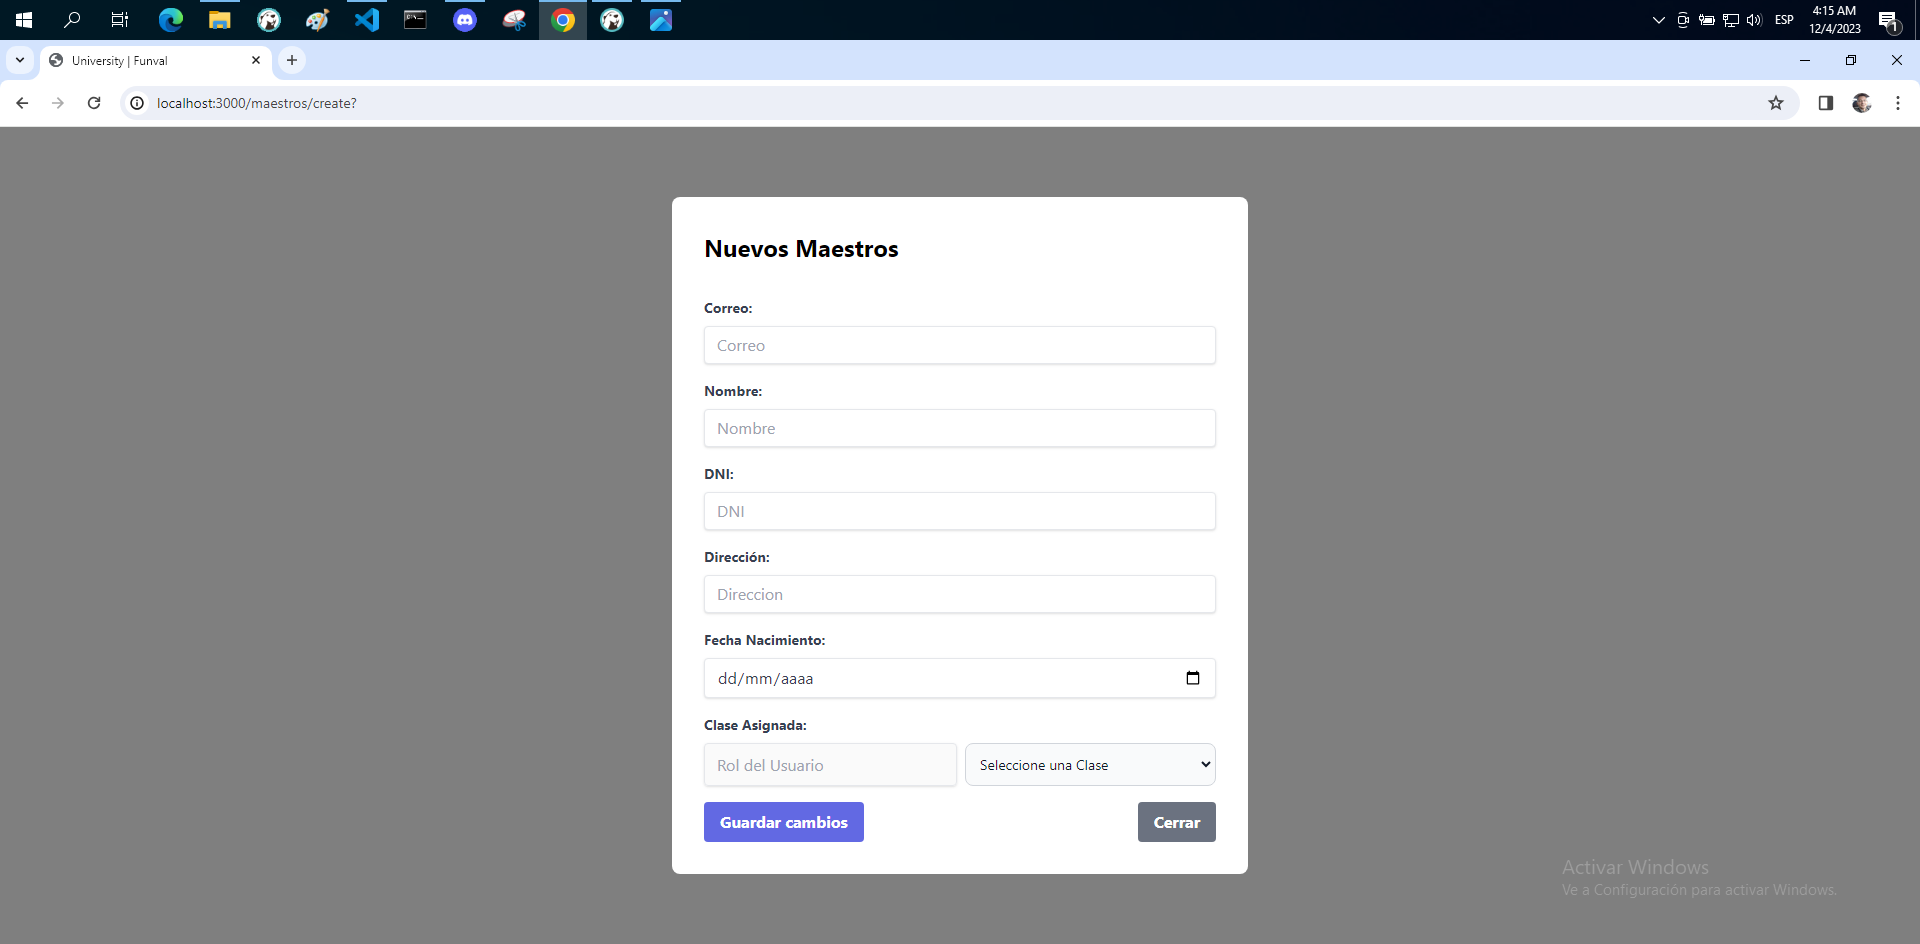 ESP
4:15 AM
12/4/2023
1
University | Funval
localhost:3000/maestros/create?
Nuevos Maestros
Correo:
Correo
Nombre:
Nombre
DNI:
DNI
Dirección:
Direccion
Fecha Nacimiento:
dd/mm/aaaa
Clase Asignada:
Rol del Usuario
Seleccione una Clase
Guardar cambios
Cerrar
Activar Windows
Ve a Configuración para activar Windows.